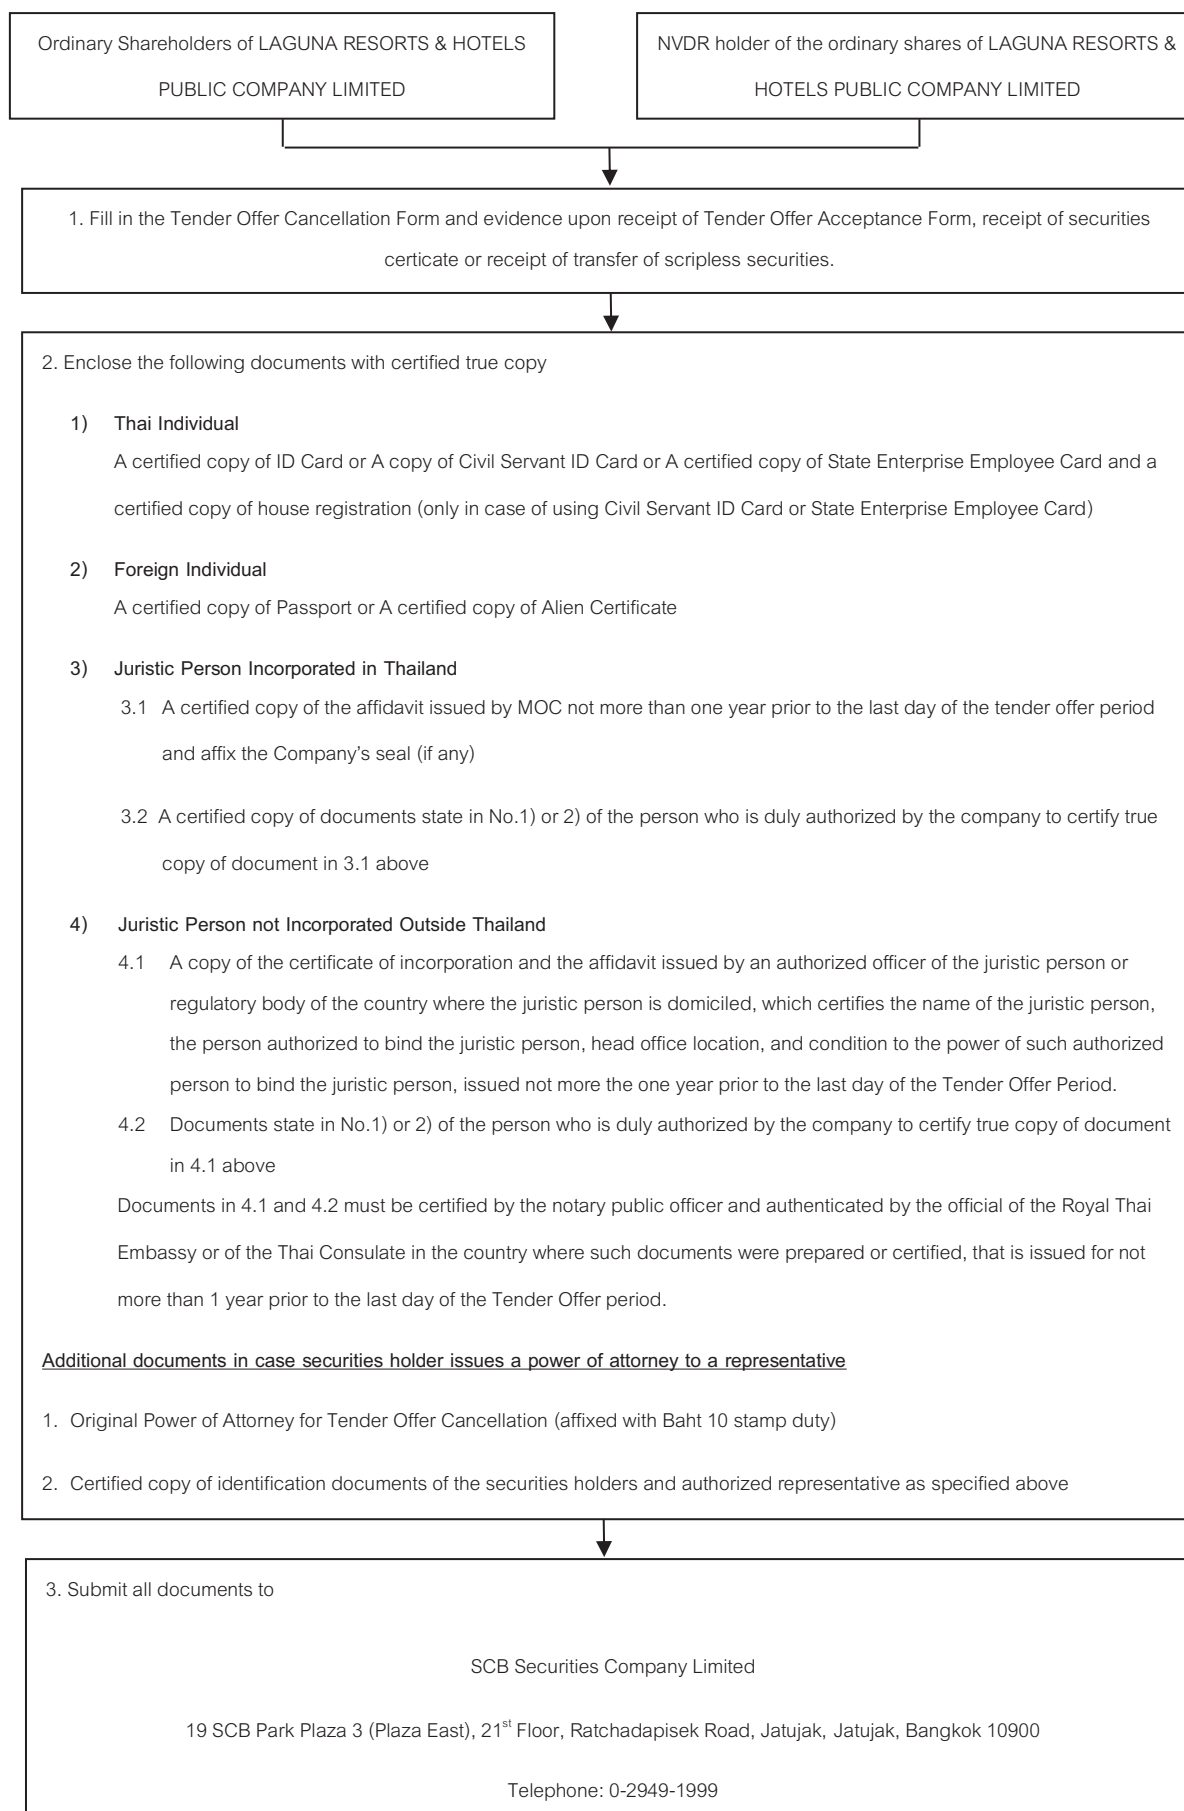 Ordinary Shareholders of LAGUNA RESORTS & HOTELS
PUBLIC COMPANY LIMITED
NVDR holder of the ordinary shares of LAGUNA RESORTS &
HOTELS PUBLIC COMPANY LIMITED
1. Fill in the Tender Offer Cancellation Form and evidence upon receipt of Tender Offer Acceptance Form, receipt of securities
certicate or receipt of transfer of scripless securities.
2. Enclose the following documents with certified true copy
1) Thai Individual
A certified copy of ID Card or A copy of Civil Servant ID Card or A certified copy of State Enterprise Employee Card and a
certified copy of house registration (only in case of using Civil Servant ID Card or State Enterprise Employee Card)
2) Foreign Individual
A certified copy of Passport or A certified copy of Alien Certificate
3) Juristic Person Incorporated in Thailand
3.1 A certified copy of the affidavit issued by MOC not more than one year prior to the last day of the tender offer period
and affix the Company's seal (if any)
3.2 A certified copy of documents state in No.1) or 2) of the person who is duly authorized by the company to certify true
copy of document in 3.1 above
4) Juristic Person not Incorporated Outside Thailand
4.1 A copy of the certificate of incorporation and the affidavit issued by an authorized officer of the juristic person or
regulatory body of the country where the juristic person is domiciled, which certifies the name of the juristic person,
the person authorized to bind the juristic person, head office location, and condition to the power of such authorized
person to bind the juristic person, issued not more the one year prior to the last day of the Tender Offer Period.
4.2 Documents state in No.1) or 2) of the person who is duly authorized by the company to certify true copy of document
in 4.1 above
Documents in 4.1 and 4.2 must be certified by the notary public officer and authenticated by the official of the Royal Thai
Embassy or of the Thai Consulate in the country where such documents were prepared or certified, that is issued for not
more than 1 year prior to the last day of the Tender Offer period.
Additional documents in case securities holder issues a power of attorney to a representative
1. Original Power of Attorney for Tender Offer Cancellation (affixed with Baht 10 stamp duty)
2. Certified copy of identification documents of the securities holders and authorized representative as specified above
3. Submit all documents to
SCB Securities Company Limited
19 SCB Park Plaza 3 (Plaza East), 21st Floor, Ratchadapisek Road, Jatujak, Jatujak, Bangkok 10900
Telephone: 0-2949-1999